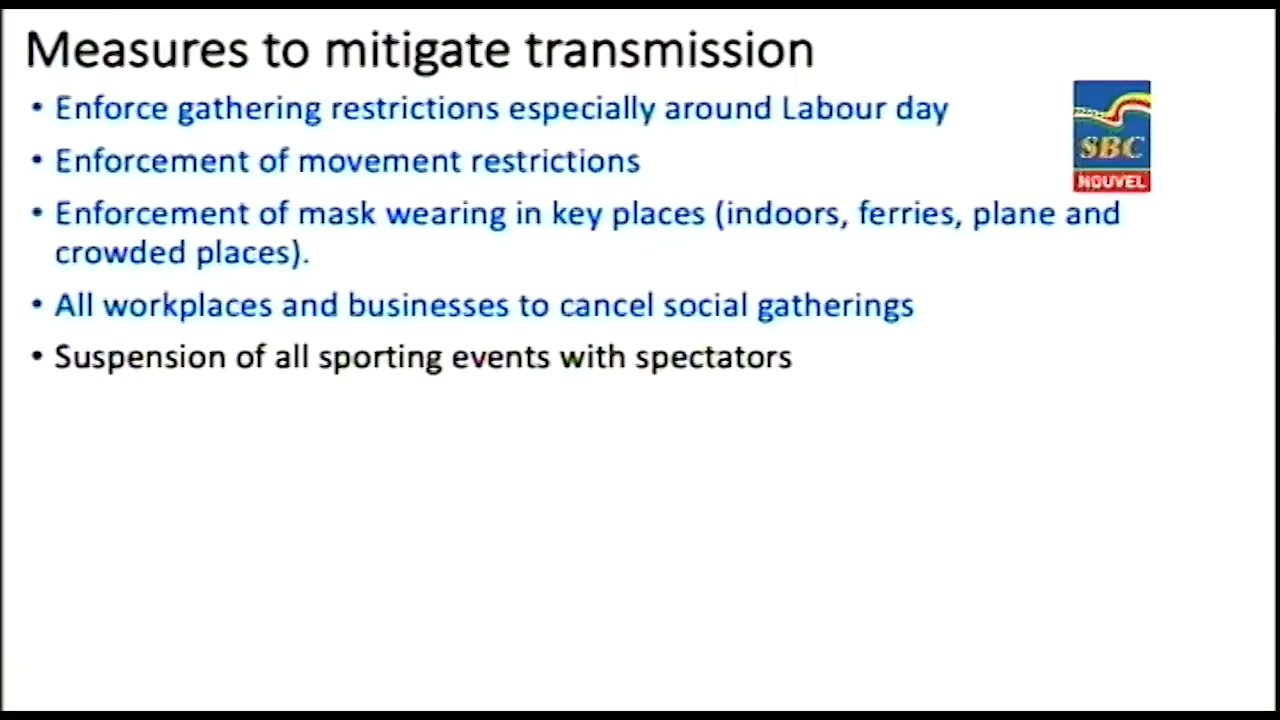 Measures to mitigate transmission
• Enforce gathering restrictions especially around Labour day
• Enforcement of movement restrictions
• Enforcement of mask wearing in key places (indoors, ferries, plane and
crowded places).
• All workplaces and businesses to cancel social gatherings
• Suspension of all sporting events with spectators
SBC
NOUVEL